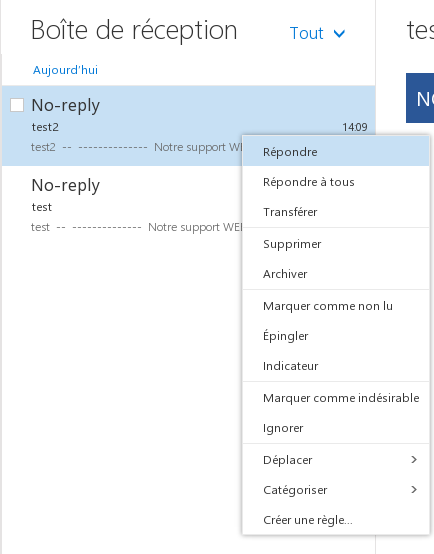 Boîte de réception
Tout
tes
Aujourd'hui
No-reply
test2
14:09
test2 -- -------------- Notre support WE
No-reply
test
test -- -------------- Notre support WE
NO
Répondre
Répondre à tous
Transférer
Supprimer
Archiver
Marquer comme non lu
Épingler
Indicateur
Marquer comme indésirable
Ignorer
Déplacer
Catégoriser
Créer une règle...